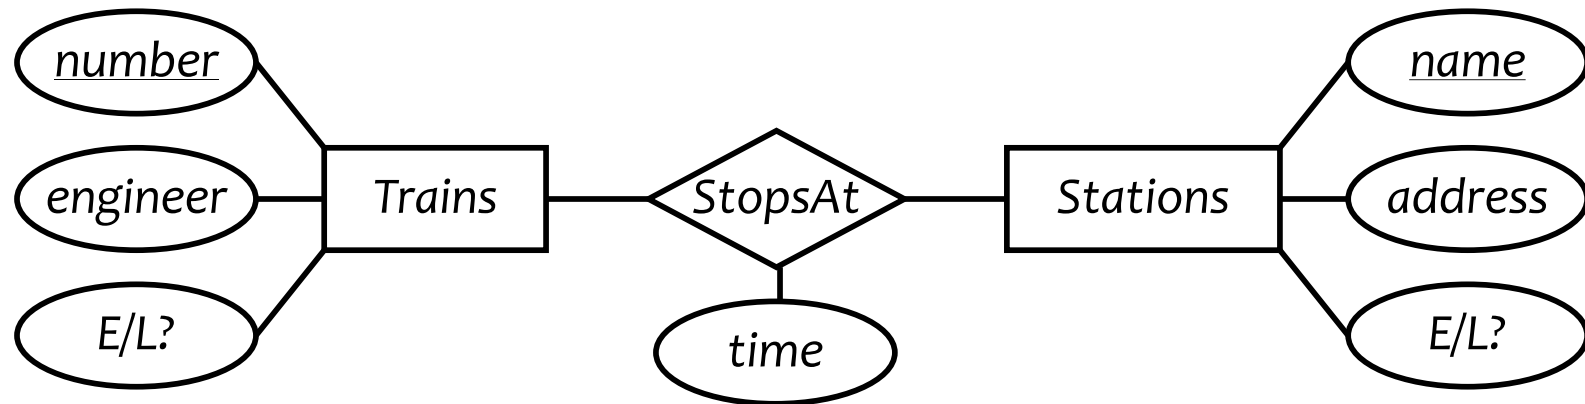 number
engineer
E/L?
Trains
StopsAt
time
Stations
name
address
E/L?